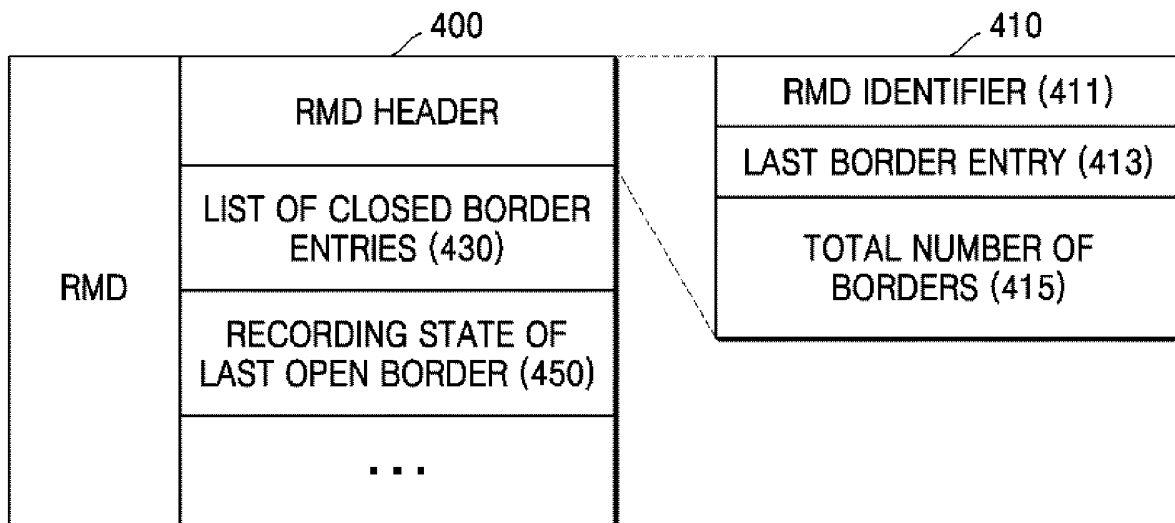 400
410
RMD
RMD HEADER
LIST OF CLOSED BORDER
ENTRIES (430)
RECORDING STATE OF
LAST OPEN BORDER (450)
...
RMD IDENTIFIER (411)
LAST BORDER ENTRY (413)
TOTAL NUMBER OF
BORDERS (415)